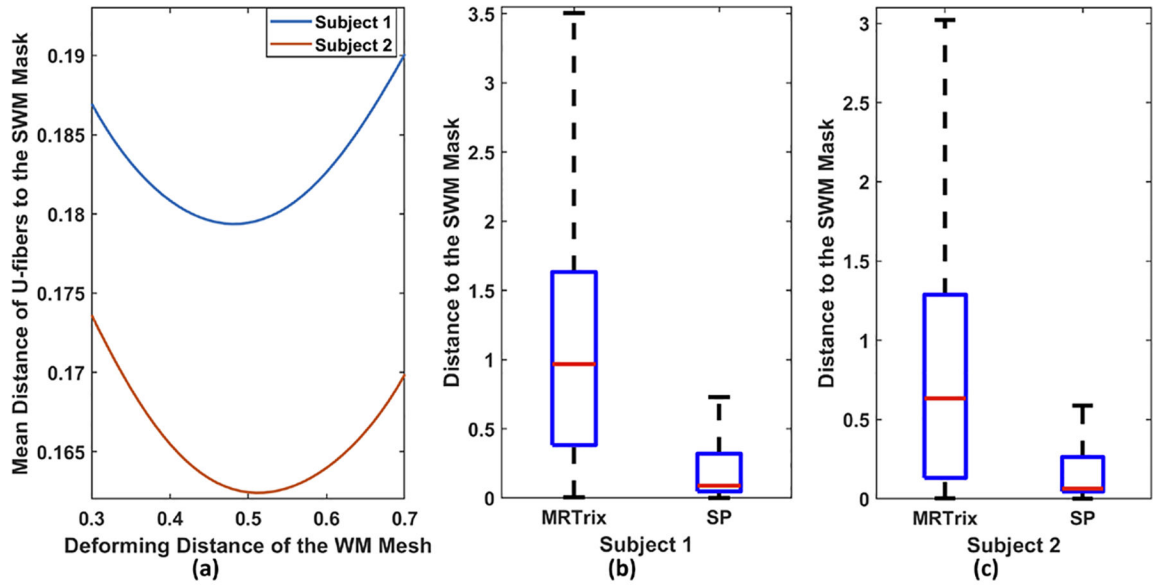 Mean Distance of U-fibers to the SWM Mask
0.19
0.185
0.18
0.175
0.17
0.165
Subject 1
Subject 2
0.3 0.4 0.5 0.6 0.7
Deforming Distance of the WM Mesh
(a)
Distance to the SWM Mask
3.5
3
2.5
2
1.5
1
0.5
0
MRTrix SP
Subject 1
(b)
Distance to the SWM Mask
3
2.5
2
1.5
1
0.5
0
MRTrix SP
Subject 2
(c)